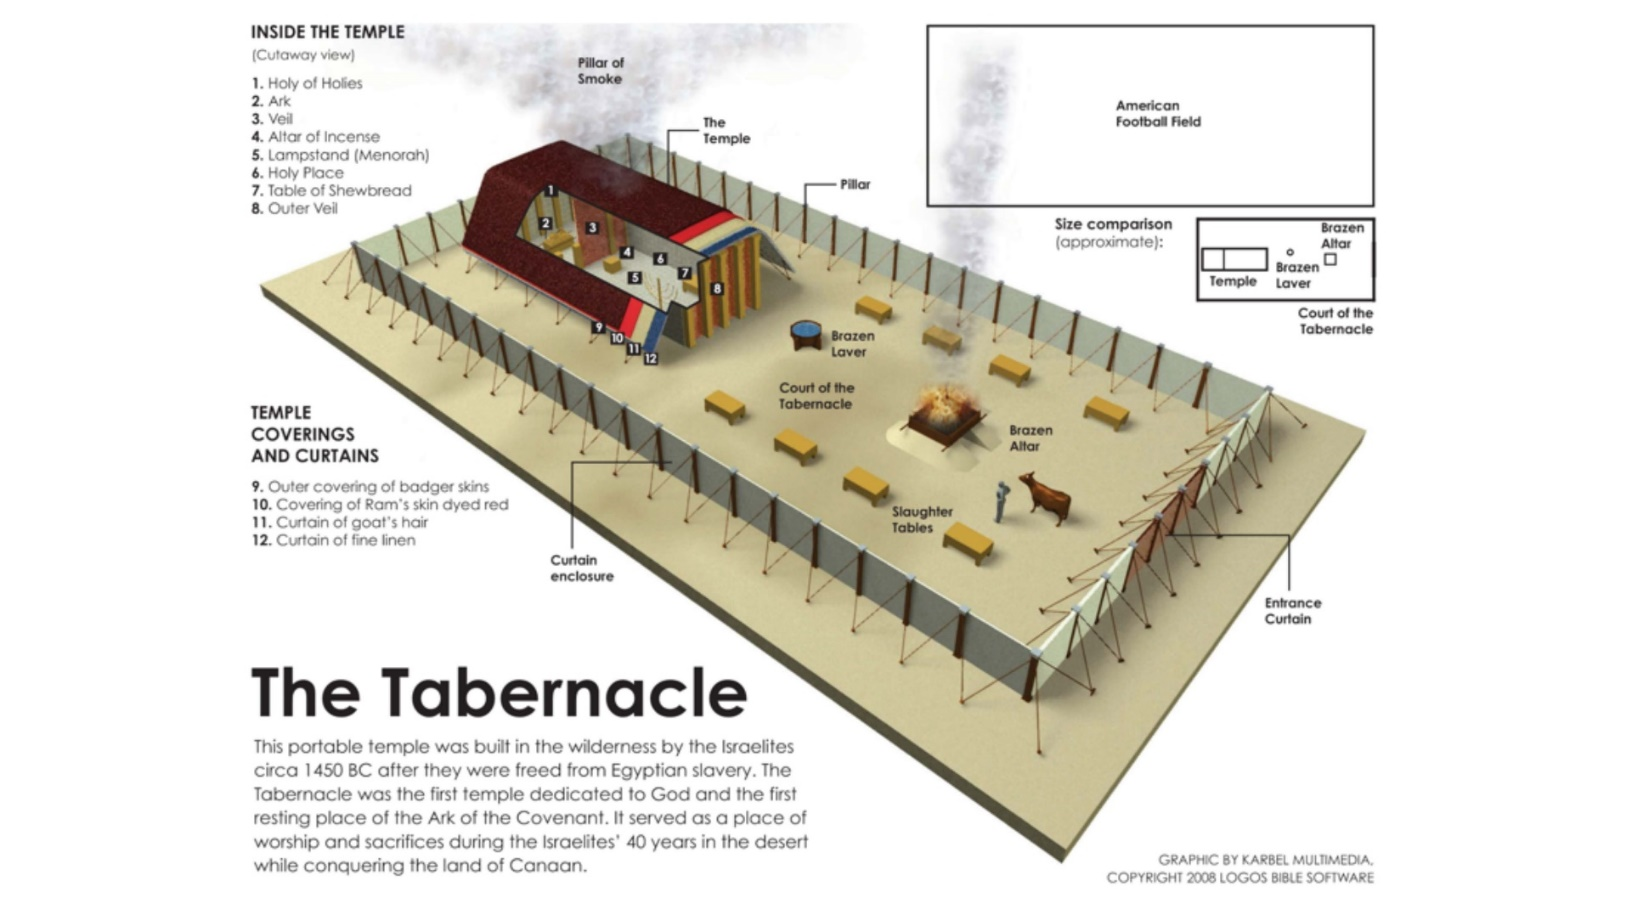 INSIDE THE TEMPLE
(Cutaway view)
1. Holy of Holies
2. Ark
3. Veil
4. Altar of Incense
5. Lampstand (Menorah)
6. Holy Place
7. Table of Shewbread
8. Outer Veil
Pillar of
Smoke
The
Temple
Pillar
American
Football Field
Size comparison
(approximate):
Brazen
Altar
Brazen
Laver
Temple
Court of the
Tabernacle
1
2
3
4
5
6
7
8
9
10
11
12
Brazen
Laver
Court of the
Tabernacle
Brazen
Altar
Slaughter
Tables
TEMPLE
COVERINGS
AND CURTAINS
9. Outer covering of badger skins
10. Covering of Ram's skin dyed red
11. Curtain of goat's hair
12. Curtain of fine linen
Curtain
enclosure
Entrance
Curtain
The Tabernacle
This portable temple was built in the wilderness by the Israelites
circa 1450 BC after they were freed from Egyptian slavery. The
Tabernacle was the first temple dedicated to God and the first
resting place of the Ark of the Covenant. It served as a place of
worship and sacrifices during the Israelites' 40 years in the desert
while conquering the land of Canaan.
GRAPHIC BY KARBEL MULTIMEDIA,
COPYRIGHT 2008 LOGOS BIBLE SOFTWARE